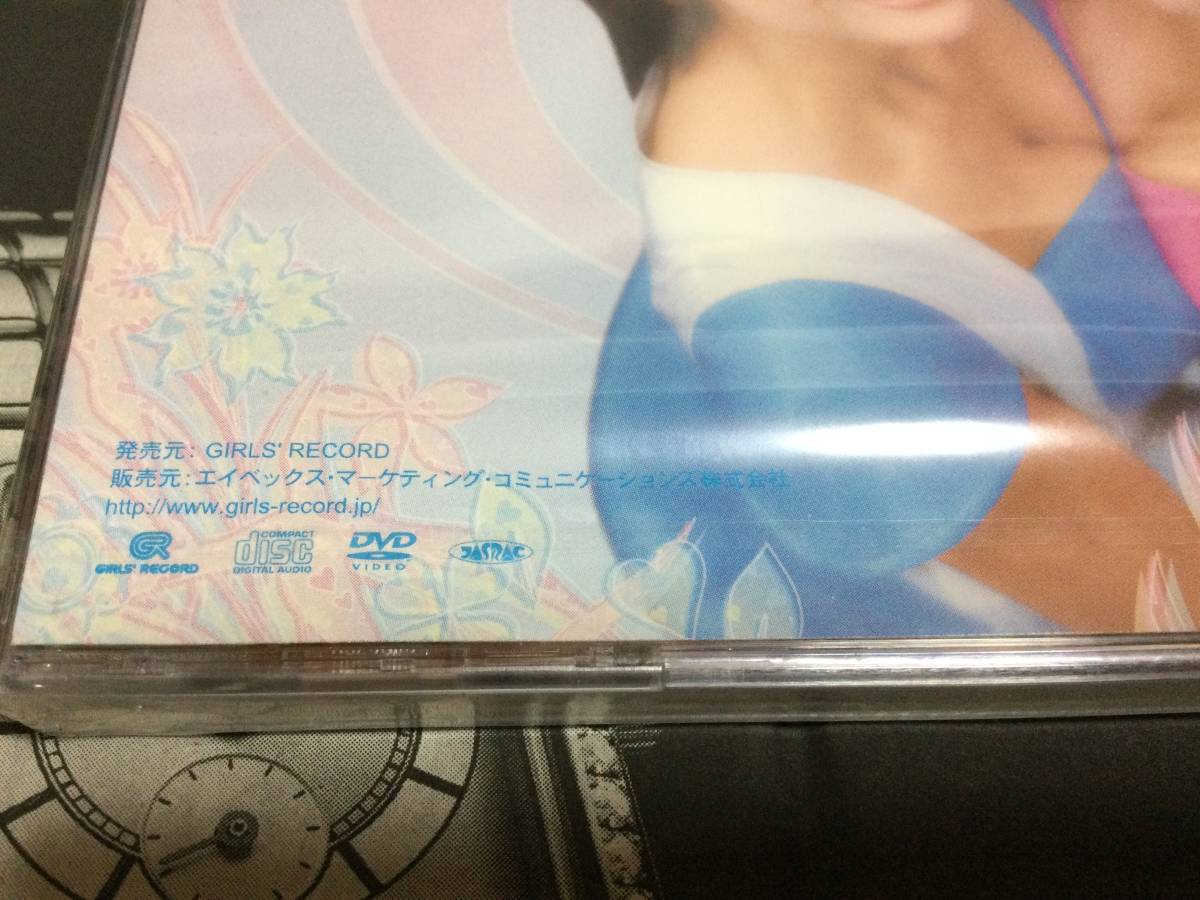 発売元: GIRLS' RECORD
販売元:エイベックス・マーケティング・コミュニケーションズ株式会社
http://www.girls-record.jp/
GR GIRLS' RECORD
COMPACT disc DIGITAL AUDIO
DVD VIDEO
JASRAC